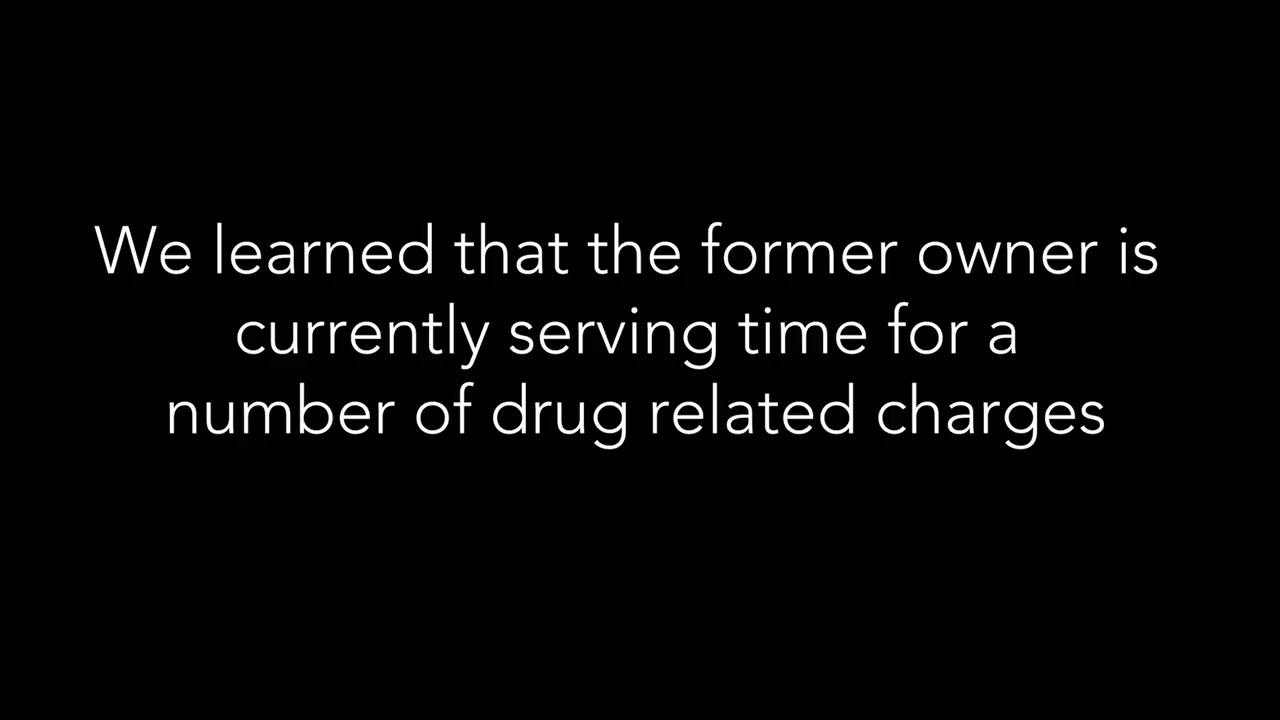 We learned that the former owner is
currently serving time for a
number of drug related charges